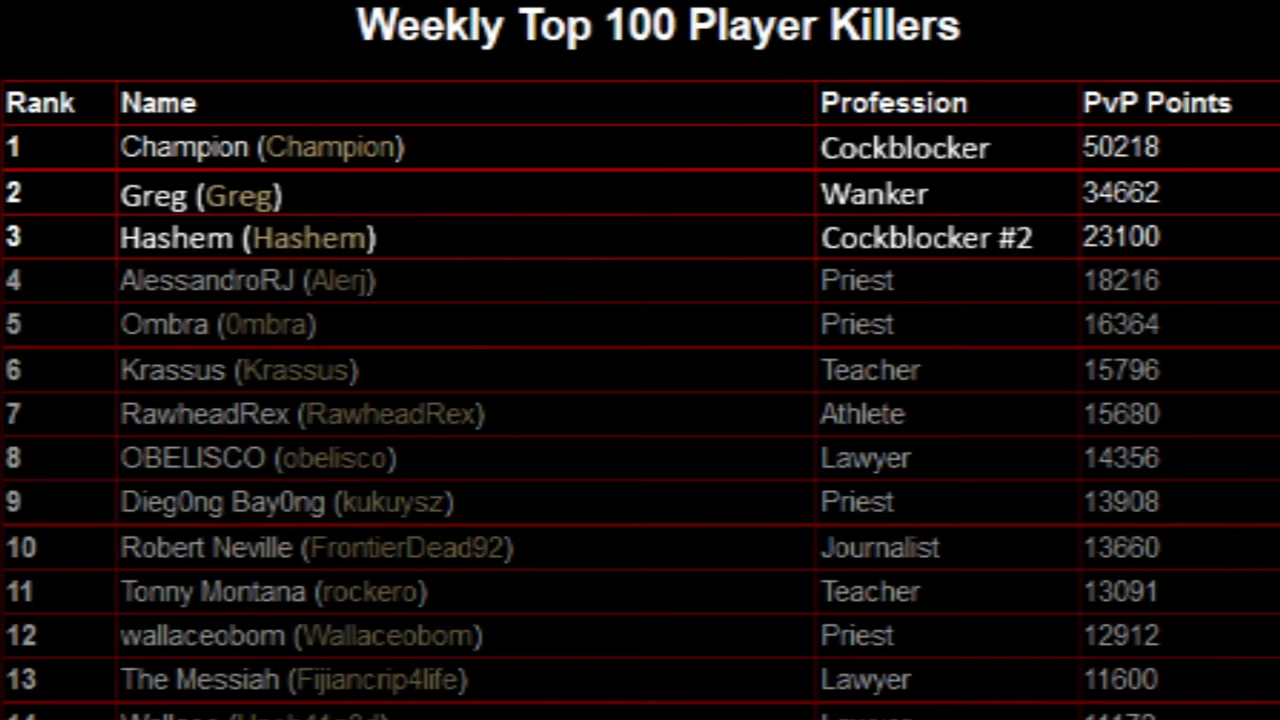 Weekly Top 100 Player Killers
Rank Name Profession PvP Points
1 Champion (Champion) Cockblocker 50218
2 Greg (Greg) Wanker 34662
3 Hashem (Hashem) Cockblocker #2 23100
4 AlessandroRJ (Alerj) Priest 18216
5 Ombra (0mbra) Priest 16364
6 Krassus (Krassus) Teacher 15796
7 RawheadRex (RawheadRex) Athlete 15680
8 OBELISCO (obelisco) Lawyer 14356
9 Dieg0ng Bay0ng (kukuysz) Priest 13908
10 Robert Neville (FrontierDead92) Journalist 13660
11 Tonny Montana (rockero) Teacher 13091
12 wallaceobom (Wallaceobom) Priest 12912
13 The Messiah (Fijiancrip4life) Lawyer 11600